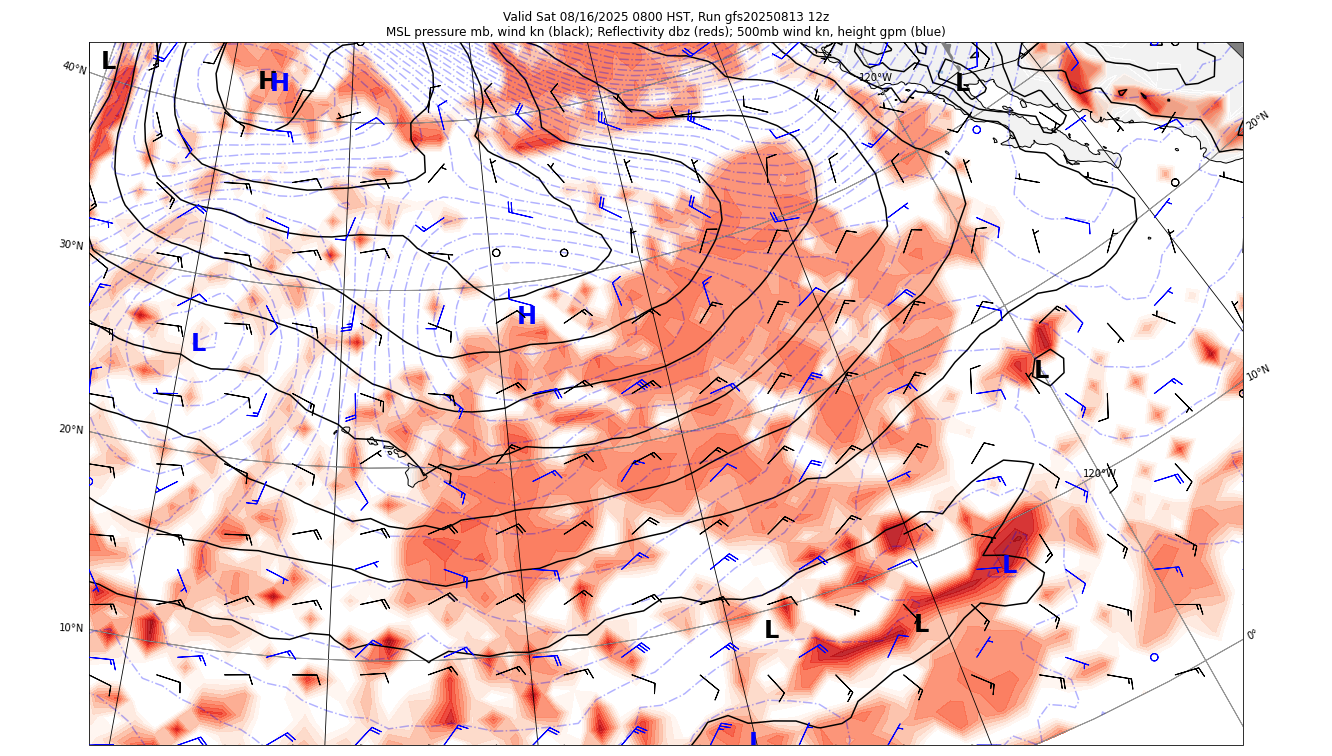 Valid Sat 08/16/2025 0800 HST, Run gfs20250813 12z
MSL pressure mb, wind kn (black); Reflectivity dbz (reds); 500mb wind kn, height gpm (blue)
L
40°N
H
H
120°W
L
20°N
30°N
H
L
L
10°N
20°N
120°W
L
10°N
L
L
0°
L